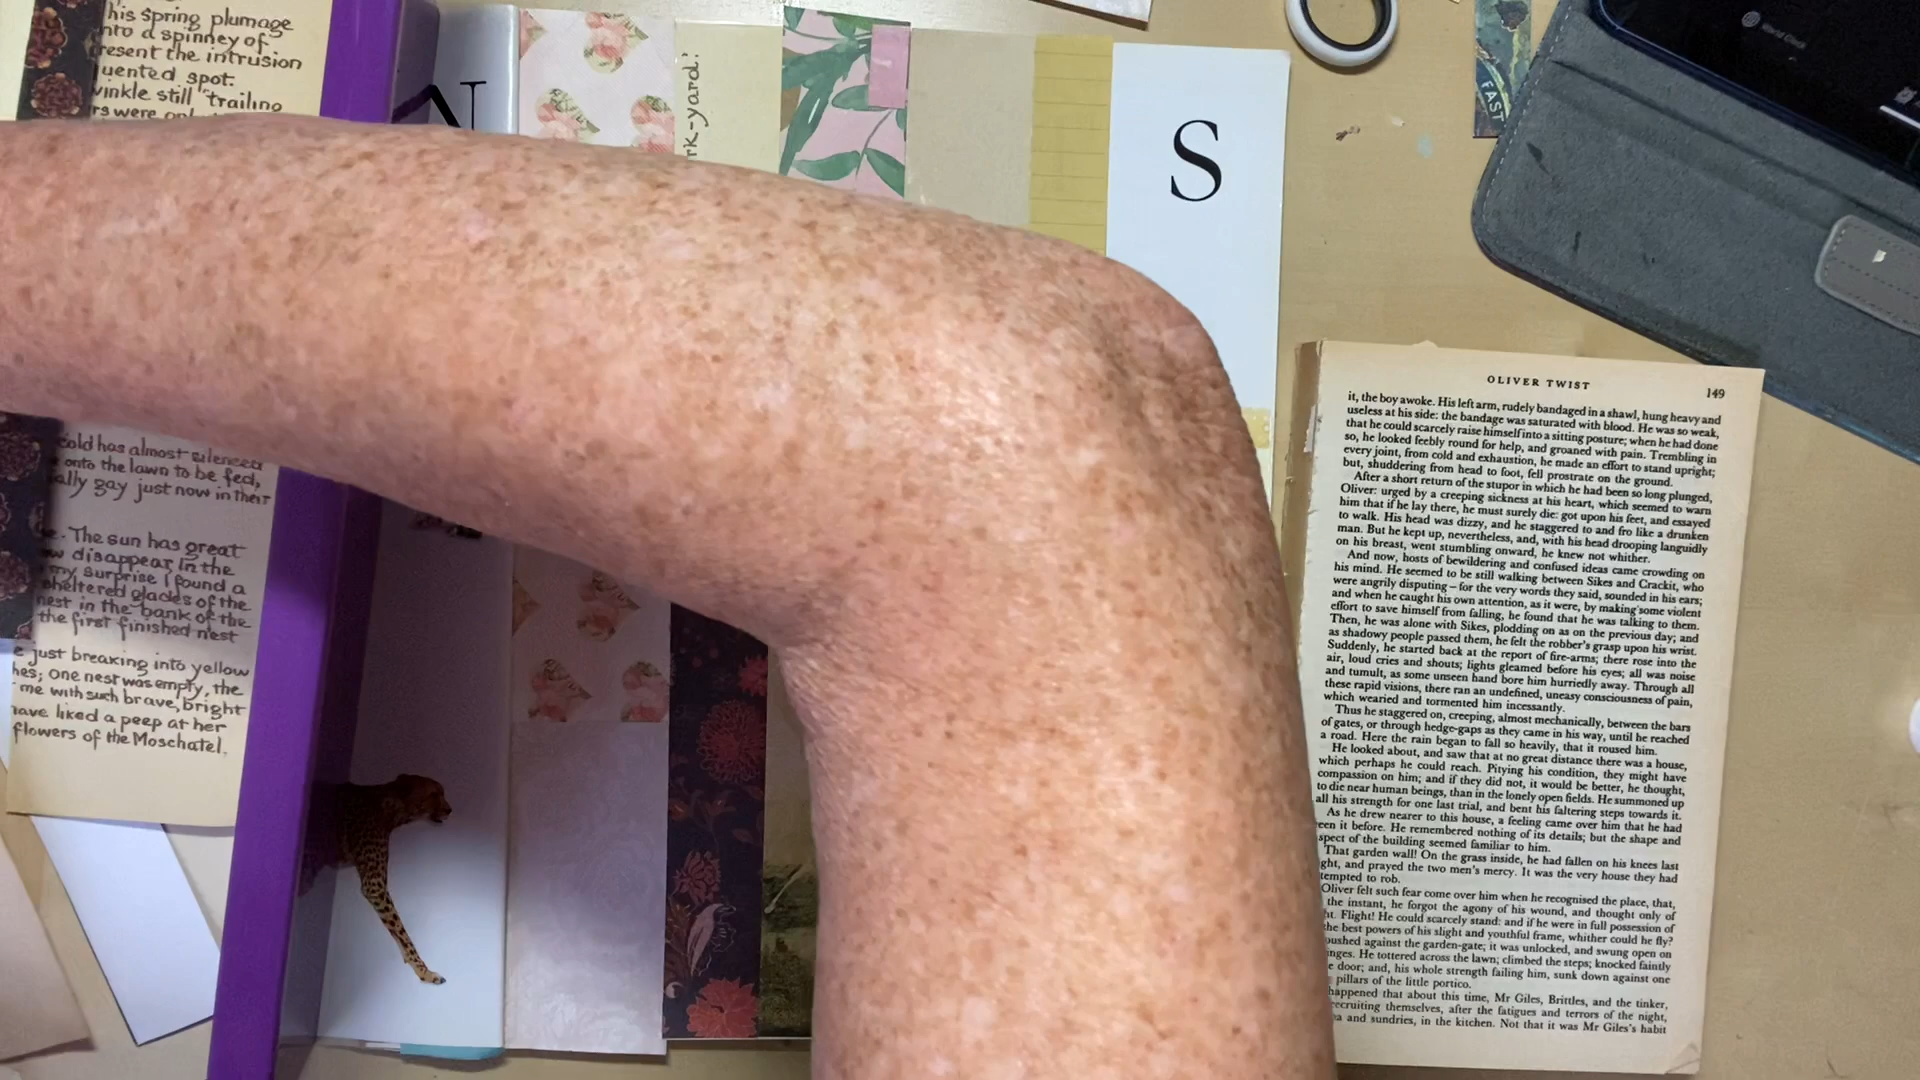 his Spring plumage
into a spinney of
resent the intrusion
uented spot.
still trailing
rs were
cold has almost silenced
onto the lawn to be fed,
ally gay just now in their
The sun has great
disappear. In the
my surprise I found a
sheltered glades of the
nest in the bank of the
the first finished nest
just breaking into yellow
hes; one nest was empty, the
me with such brave, bright
have liked a peep at her
flowers of the Moschatel.
N
rk-yard.'
S
FAST
World Clock
OLIVER TWIST
149
it, the boy awoke. His left arm, rudely bandaged in a shawl, hung heavy and
useless at his side: the bandage was saturated with blood. He was so weak,
that he could scarcely raise himself into a sitting posture; when he had done
so, he looked feebly round for help, and groaned with pain. Trembling in
every joint, from cold and exhaustion, he made an effort to stand upright;
but, shuddering from head to foot, fell prostrate on the ground.
After a short return of the stupor in which he had been so long plunged,
Oliver: urged by a creeping sickness at his heart, which seemed to warn
him that if he lay there, he must surely die: got upon his feet, and essayed
to walk. His head was dizzy, and he staggered to and fro like a drunken
man. But he kept up, nevertheless, and, with his head drooping languidly
on his breast, went stumbling onward, he knew not whither.
And now, hosts of bewildering and confused ideas came crowding on
his mind. He seemed to be still walking between Sikes and Crackit, who
were angrily disputing – for the very words they said, sounded in his ears;
and when he caught his own attention, as it were, by making some violent
effort to save himself from falling, he found that he was talking to them.
Then, he was alone with Sikes, plodding on as on the previous day; and
as shadowy people passed them, he felt the robber's grasp upon his wrist.
Suddenly, he started back at the report of fire-arms; there rose into the
air, loud cries and shouts; lights gleamed before his eyes; all was noise
and tumult, as some unseen hand bore him hurriedly away. Through all
these rapid visions, there ran an undefined, uneasy consciousness of pain,
which wearied and tormented him incessantly.
Thus he staggered on, creeping, almost mechanically, between the bars
of gates, or through hedge-gaps as they came in his way, until he reached
a road. Here the rain began to fall so heavily, that it roused him.
He looked about, and saw that at no great distance there was a house,
which perhaps he could reach. Pitying his condition, they might have
compassion on him; and if they did not, it would be better, he thought,
to die near human beings, than in the lonely open fields. He summoned up
all his strength for one last trial, and bent his faltering steps towards it.
As he drew nearer to this house, a feeling came over him that he had
een it before. He remembered nothing of its details; but the shape and
spect of the building seemed familiar to him.
That garden wall! On the grass inside, he had fallen on his knees last
ght, and prayed the two men's mercy. It was the very house they had
tempted to rob.
Oliver felt such fear come over him when he recognised the place, that,
the instant, he forgot the agony of his wound, and thought only of
ht. Flight! He could scarcely stand: and if he were in full possession of
the best powers of his slight and youthful frame, whither could he fly?
pushed against the garden-gate; it was unlocked, and swung open on
inges. He tottered across the lawn; climbed the steps; knocked faintly
e door; and, his whole strength failing him, sunk down against one
pillars of the little portico.
happened that about this time, Mr Giles, Brittles, and the tinker,
recruiting themselves, after the fatigues and terrors of the night,
ea and sundries, in the kitchen. Not that it was Mr Giles's habit